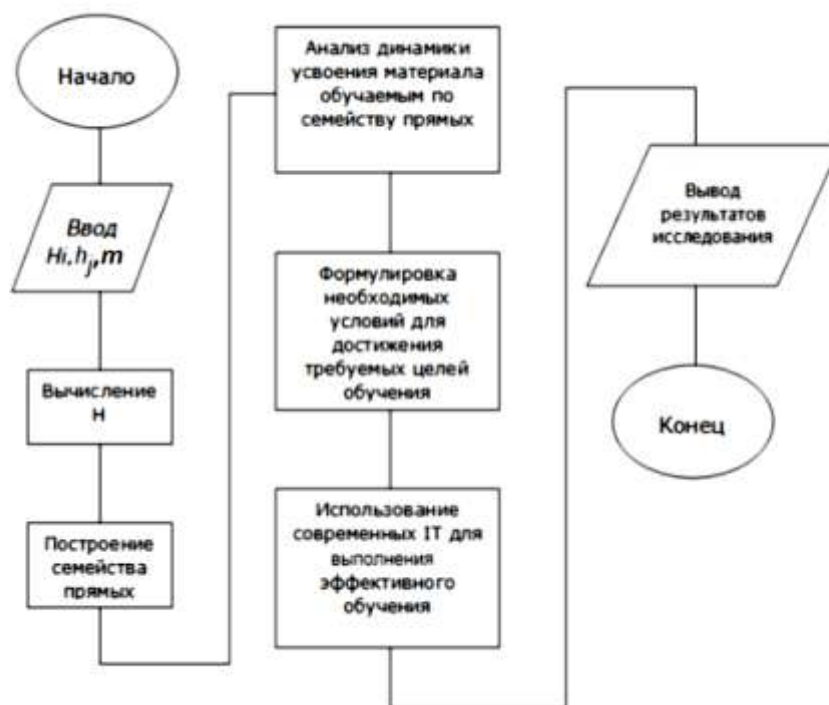 Начало
Ввод
Hi, hj, m
Вычисление
Н
Построение
семейства
прямых
Анализ динамики
усвоения материала
обучаемым по
семейству прямых
Формулировка
необходимых
условий для
достижения
требуемых целей
обучения
Использование
современных IT для
выполнения
эффективного
обучения
Вывод
результатов
исследования
Конец